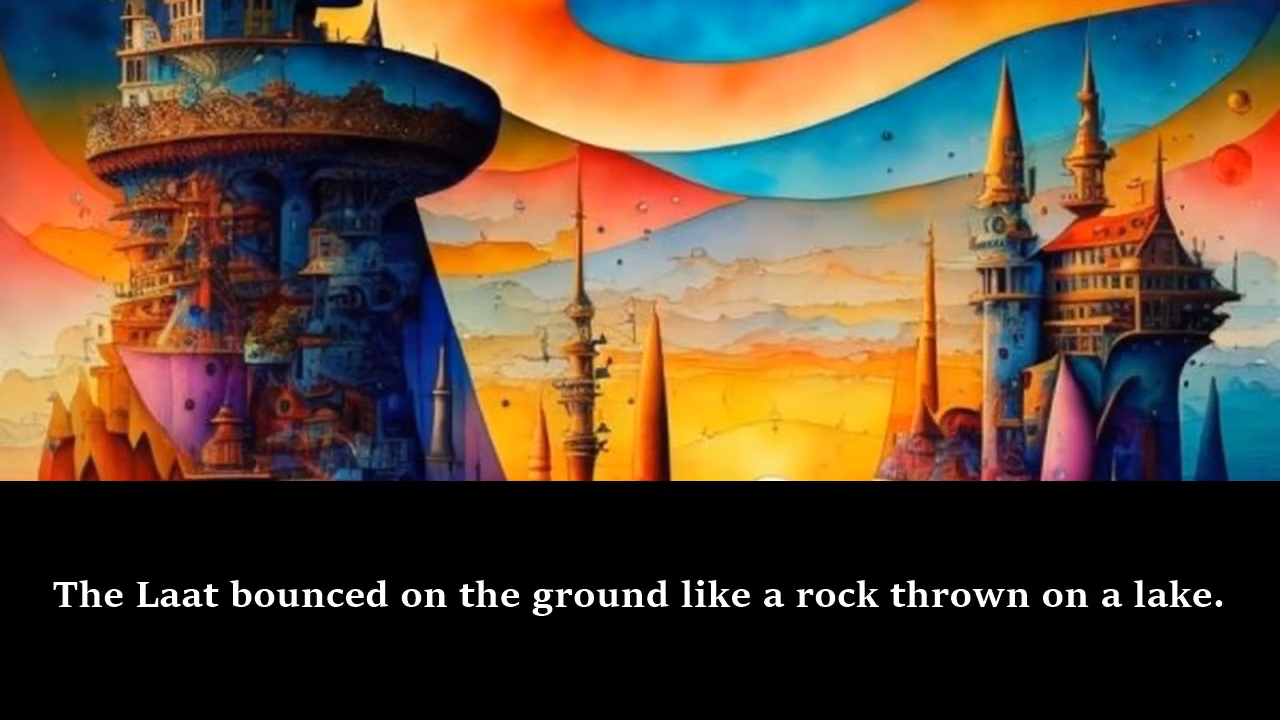 The Laat bounced on the ground like a rock thrown on a lake.